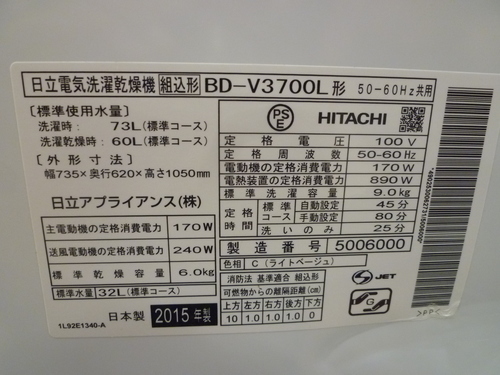 日立電気洗濯乾燥機 組込形 BD-V3700L形 50-60Hz共用
[標準使用水量]
洗濯時: 73L(標準コース)
洗濯乾燥時: 60L(標準コース)
[外形寸法]
幅735×奥行620×高さ1050mm
日立アプライアンス(株)
主電動機の定格消費電力 170W
送風電動機の定格消費電力 240W
標準乾燥容量 6.0kg
標準水量 32L(標準コース)
日本製 2015年製
1L92E1340-A
PSE HITACHI
定格電圧 100V
定格周波数 50-60Hz
電動機の定格消費電力 170W
電熱装置の定格消費電力 890W
標準洗濯容量 9.0kg
定格時間 標準コース 自動設定 45分
手動設定 80分
洗いのみ 25分
製造番号 5006000
色相 C(ライトベージュ)
消防法 基準適合 組込形
可燃物からの離隔距離(cm)
上方 左方 右方 後方 下方
10 1.0 1.0 0 0
S JET
G